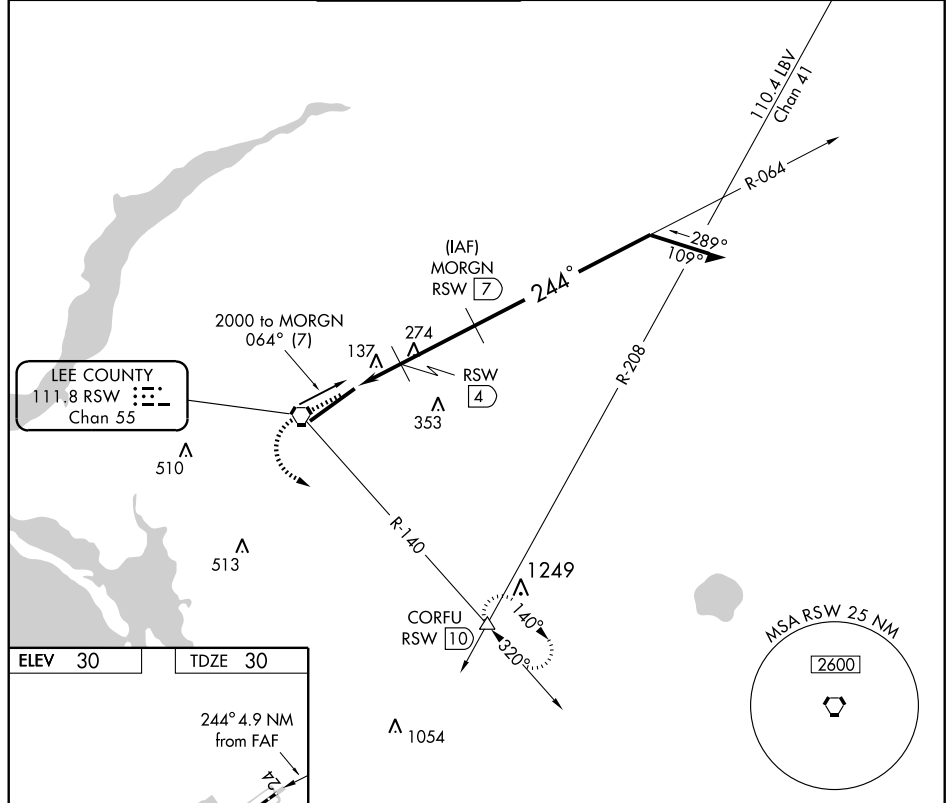 110.4 LBV
Chan 41
R-064
289°
109°
(IAF)
MORGN
RSW 7
244°
2000 to MORGN
064° (7)
274
137
RSW
4
353
LEE COUNTY
111.8 RSW
Chan 55
R-208
510
R-140
513
1249
CORFU
RSW 10
140°
320°
MSA RSW 25 NM
2600
ELEV 30
TDZE 30
244° 4.9 NM
from FAF
24
1054